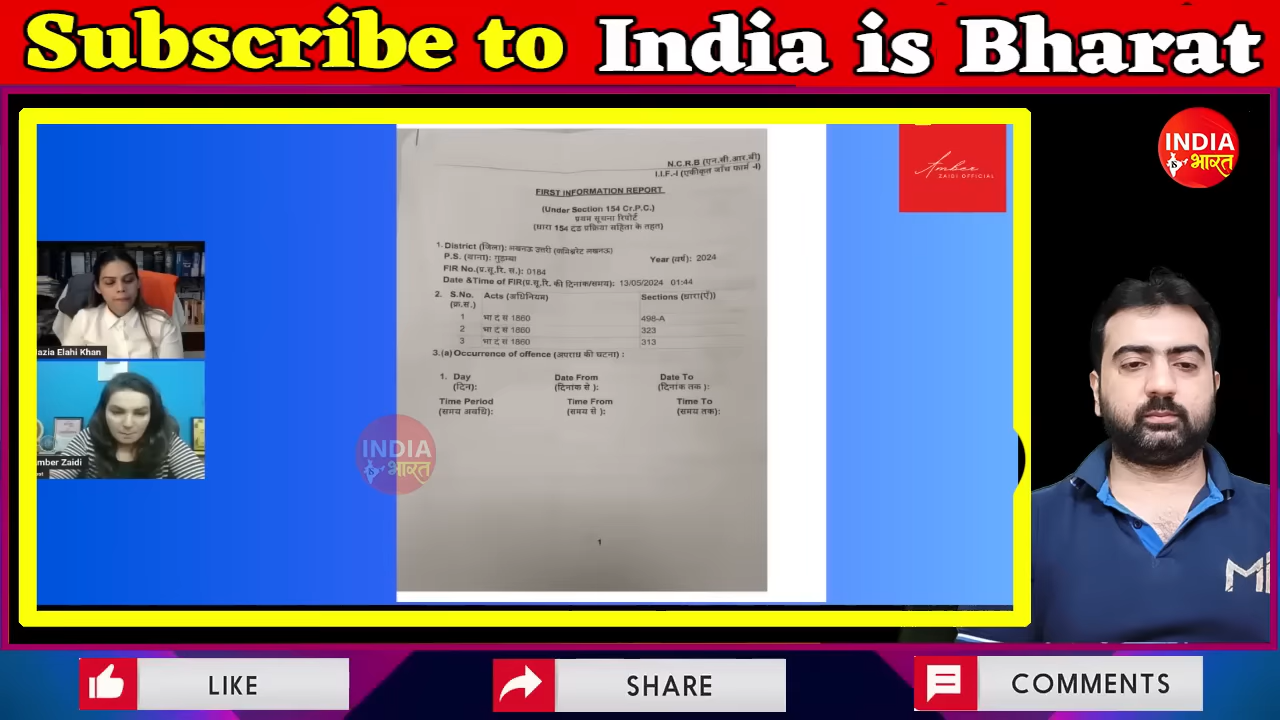 Subscribe to India is Bharat
INDIA
IS भारत
Amber
ZAIDI OFFICIAL
N.C.R.B (एन.सी.आर.बी)
I.I.F.-I (एकीकृत जाँच फार्म -I)
FIRST INFORMATION REPORT
(Under Section 154 Cr.P.C.)
प्रथम सूचना रिपोर्ट
(धारा 154 दंड प्रक्रिया संहिता के तहत)
1. District (जिला): लखनऊ उत्तरी (कमिश्नरेट लखनऊ)
P.S. (थाना): गुडम्बा Year (वर्ष): 2024
FIR No.(प्र.सू.रि. स.): 0184
Date &Time of FIR(प्र.सू.रि. की दिनांक/समय): 13/05/2024 01:44
2. S.No. Acts (अधिनियम) Sections (धारा(एँ))
(क्र.स.)
1 भा द स 1860 498-A
2 भा द स 1860 323
3 भा द स 1860 313
3.(a) Occurrence of offence (अपराध की घटना) :
1. Day Date From Date To
(दिन): (दिनांक से ): (दिनांक तक ):
Time Period Time From Time To
(समय अवधि): (समय से ): (समय तक):
1
azia Elahi Khan
mber Zaidi
INDIA
IS भारत
MI
LIKE
SHARE
COMMENTS